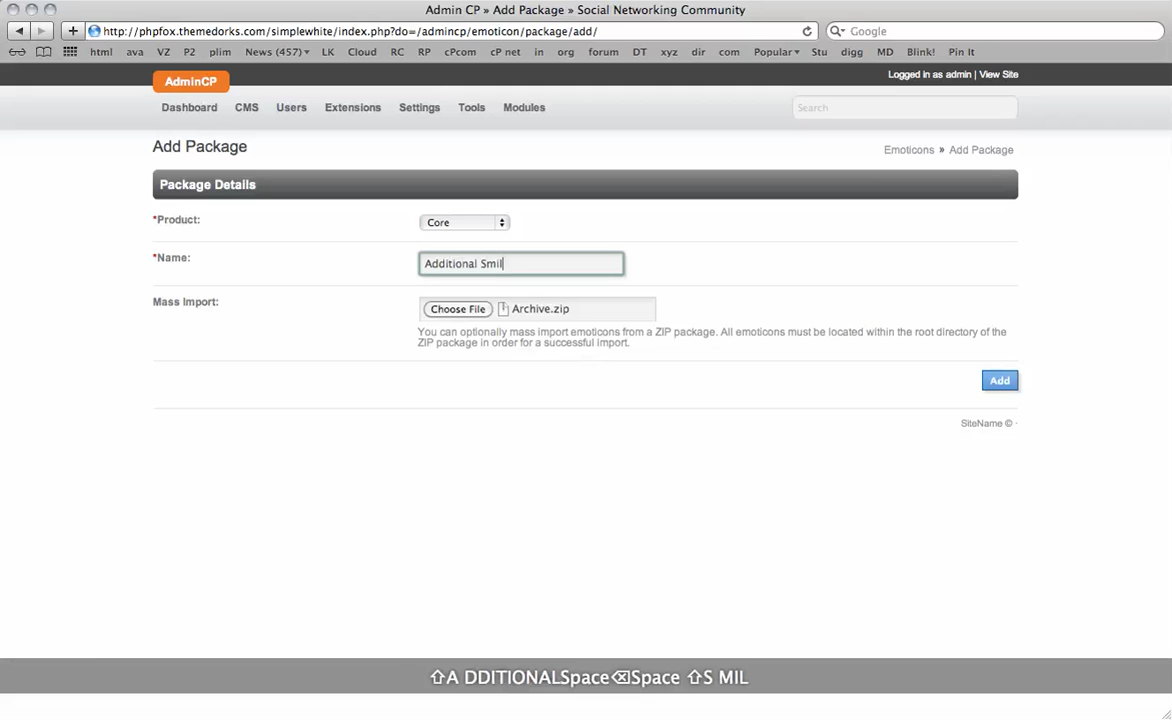 Admin CP » Add Package » Social Networking Community
http://phpfox.themedorks.com/simplewhite/index.php?do=/admincp/emoticon/package/add/
Google
html ava VZ P2 plim News (457)▾ LK Cloud RC RP cPcom cP net in org forum DT xyz dir com Popular▾ Stu digg MD Blink! Pin It
AdminCP
Logged in as admin | View Site
Dashboard CMS Users Extensions Settings Tools Modules
Search
Add Package
Emoticons » Add Package
Package Details
*Product:
Core
*Name:
Additional Smil
Mass Import:
Choose File Archive.zip
You can optionally mass import emoticons from a ZIP package. All emoticons must be located within the root directory of the
ZIP package in order for a successful import.
Add
SiteName © ·
⇧A DDITIONALSpace⌫Space ⇧S MIL